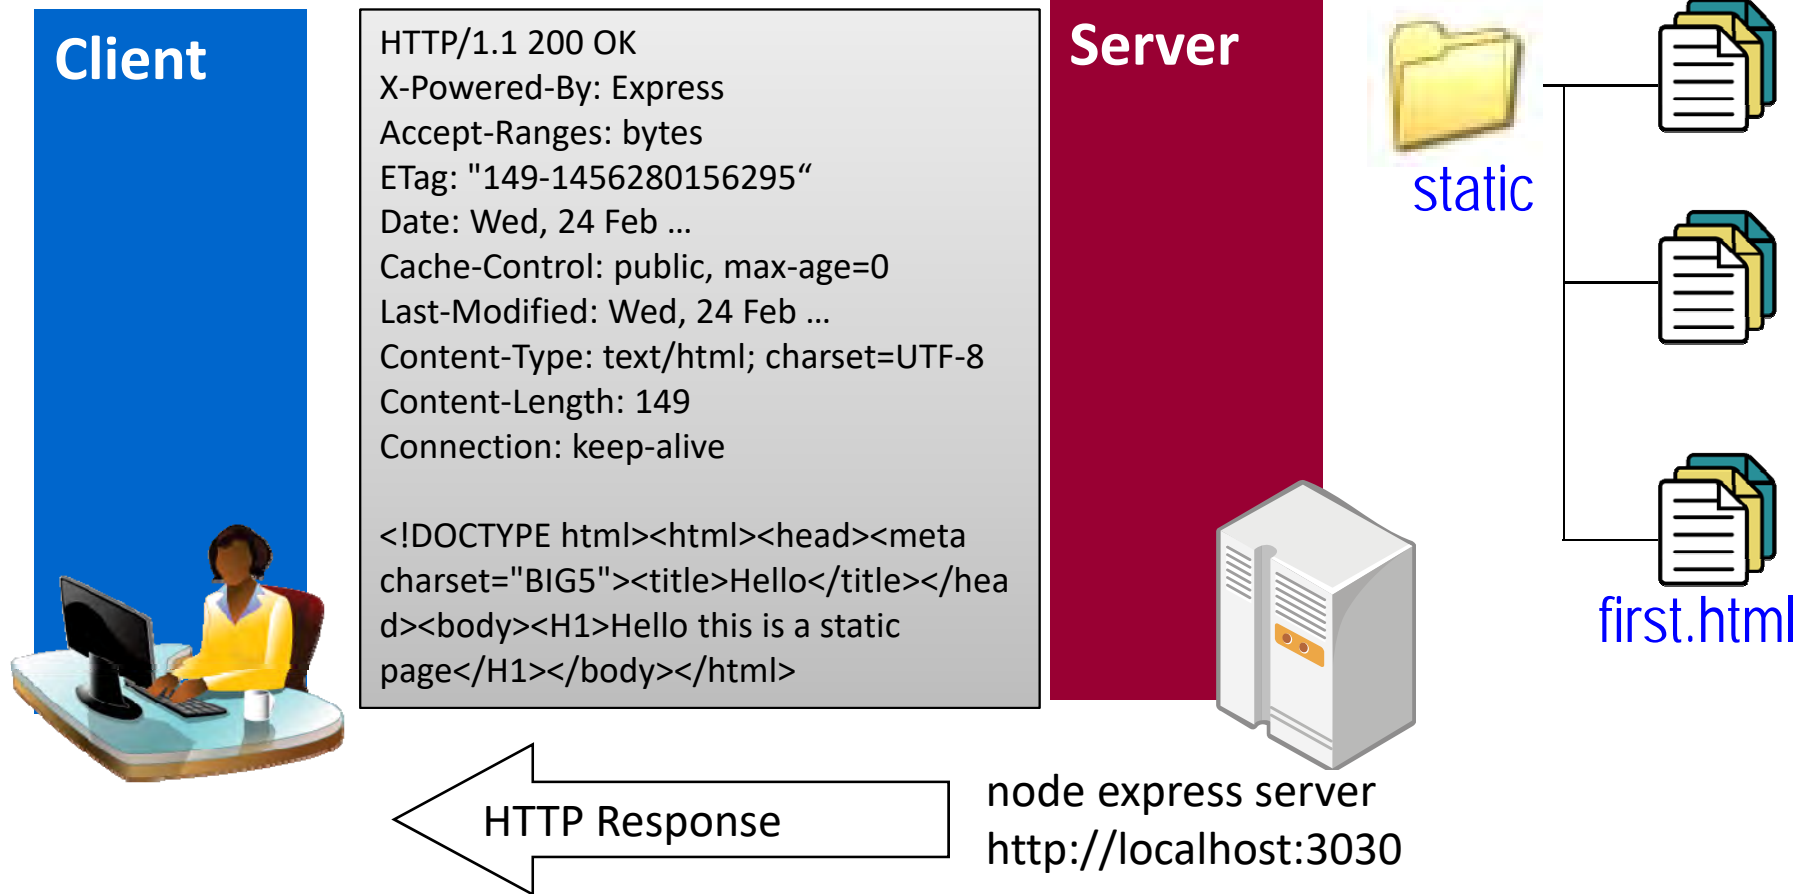 Client
HTTP/1.1 200 OK
X-Powered-By: Express
Accept-Ranges: bytes
ETag: "149-1456280156295“
Date: Wed, 24 Feb …
Cache-Control: public, max-age=0
Last-Modified: Wed, 24 Feb …
Content-Type: text/html; charset=UTF-8
Content-Length: 149
Connection: keep-alive
<!DOCTYPE html><html><head><meta
charset="BIG5"><title>Hello</title></hea
d><body><H1>Hello this is a static
page</H1></body></html>
Server
static
first.html
HTTP Response
node express server
http://localhost:3030